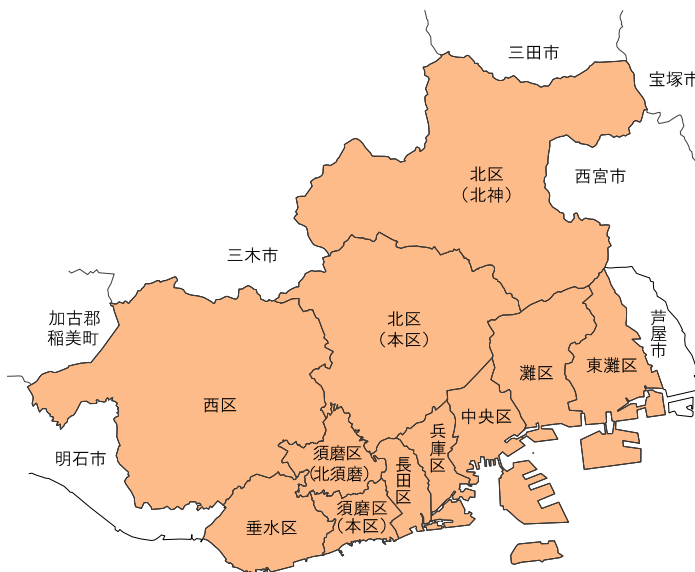 三田市
宝塚市
北区
(北神)
西宮市
三木市
加古郡
稲美町
北区
(本区)
芦屋市
灘区
東灘区
西区
中央区
兵庫区
須磨区
(北須磨)
長田区
明石市
垂水区
須磨区
(本区)